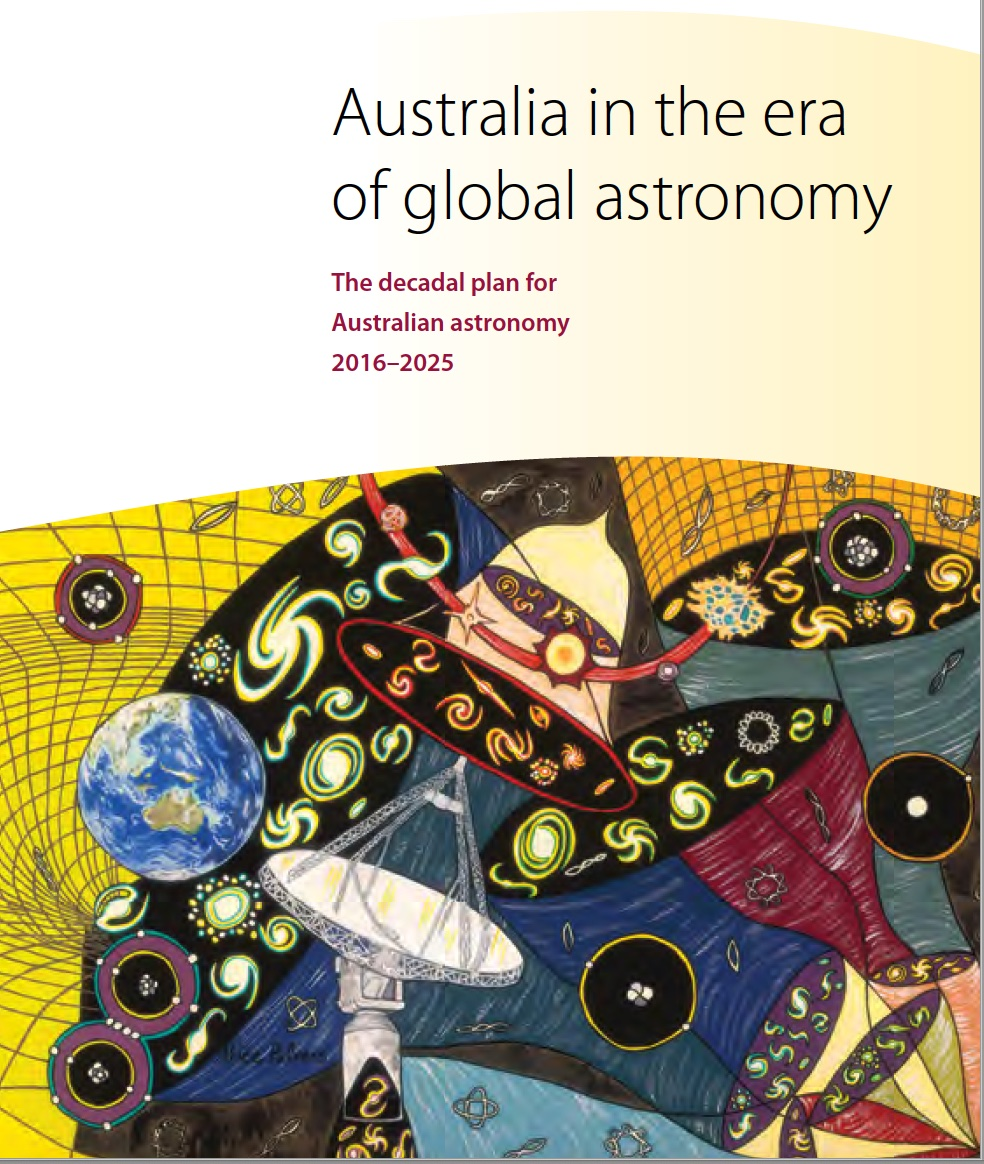 Australia in the era
of global astronomy
The decadal plan for
Australian astronomy
2016–2025